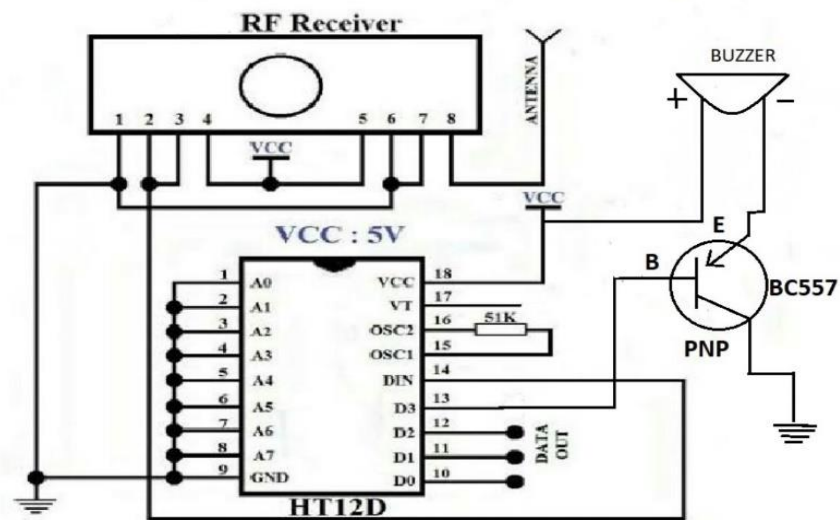 RF Receiver
1 2 3 4 5 6 7 8
VCC
ANTENNA
BUZZER
+ -
VCC
VCC : 5V
E
B
BC557
PNP
1 A0 VCC 18
2 A1 VT 17
3 A2 OSC2 16 51K
4 A3 OSC1 15
5 A4 DIN 14
6 A5 D3 13
7 A6 D2 12
8 A7 D1 11
9 GND D0 10
DATA
OUT
HT12D